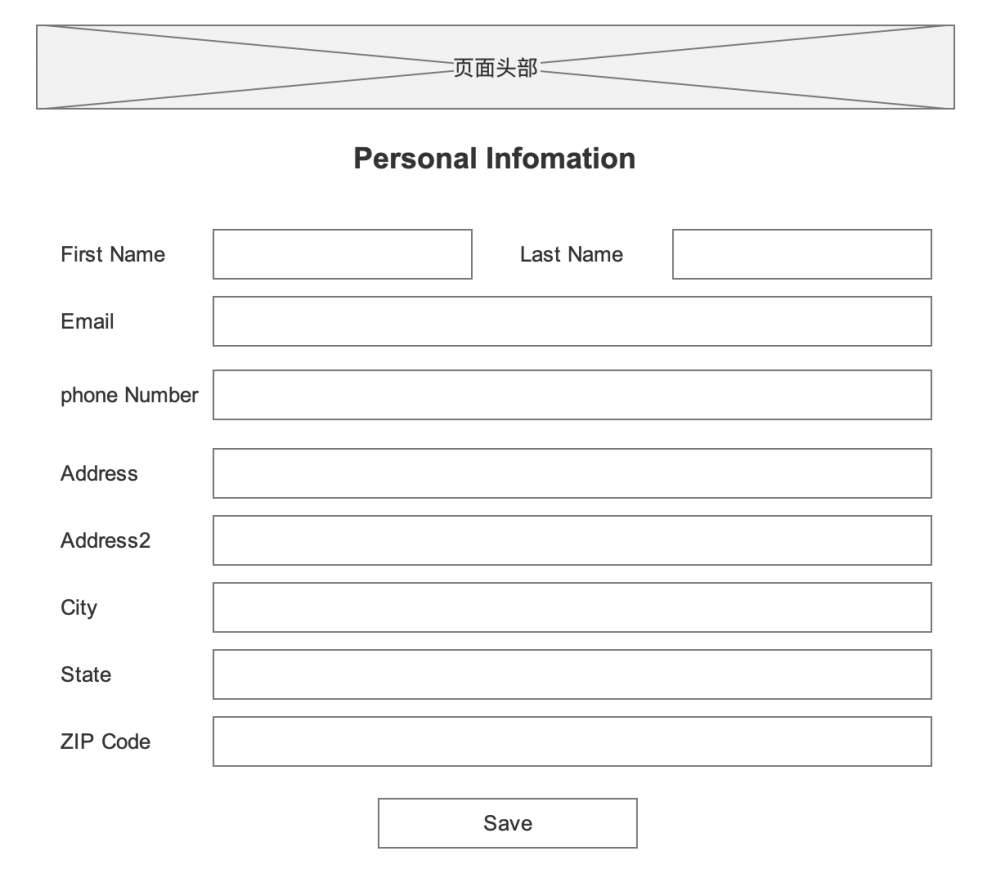 页面头部
Personal Infomation
First Name
Last Name
Email
phone Number
Address
Address2
City
State
ZIP Code
Save